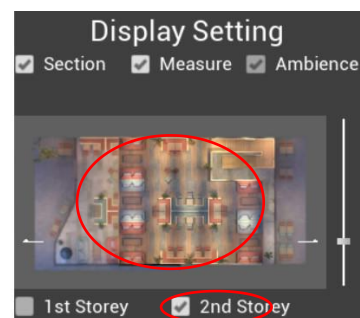 Display Setting
Section Measure Ambience
1st Storey 2nd Storey